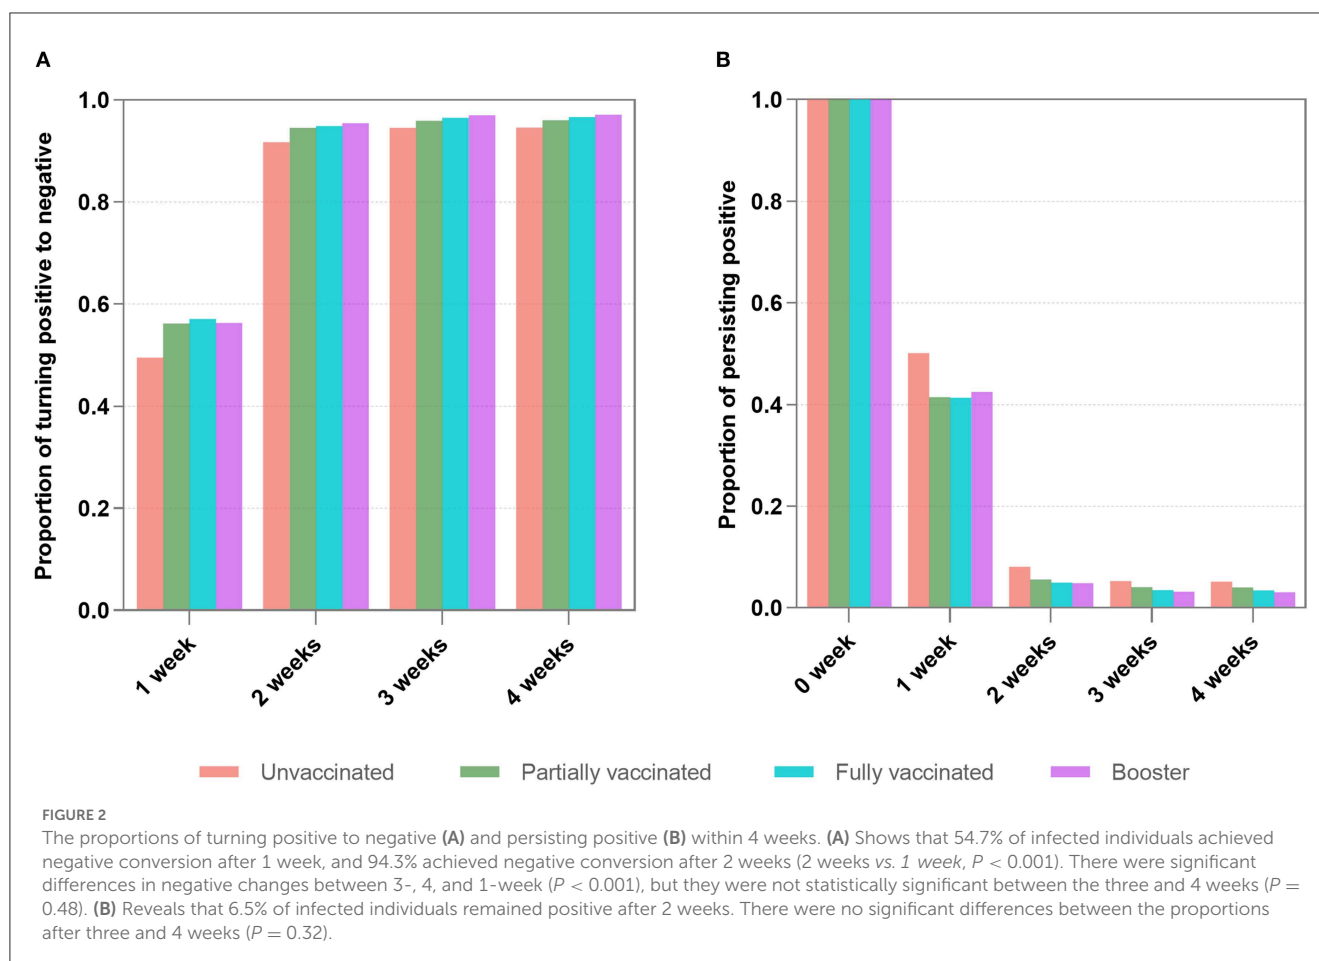 A
B
Proportion of turning positive to negative
1.0
0.8
0.6
0.4
0.2
0.0
1 week
2 weeks
3 weeks
4 weeks
Proportion of persisting positive
1.0
0.8
0.6
0.4
0.2
0.0
0 week
1 week
2 weeks
3 weeks
4 weeks
Unvaccinated
Partially vaccinated
Fully vaccinated
Booster
FIGURE 2
The proportions of turning positive to negative (A) and persisting positive (B) within 4 weeks. (A) Shows that 54.7% of infected individuals achieved
negative conversion after 1 week, and 94.3% achieved negative conversion after 2 weeks (2 weeks vs. 1 week, P < 0.001). There were significant
differences in negative changes between 3-, 4, and 1-week (P < 0.001), but they were not statistically significant between the three and 4 weeks (P =
0.48). (B) Reveals that 6.5% of infected individuals remained positive after 2 weeks. There were no significant differences between the proportions
after three and 4 weeks (P = 0.32).